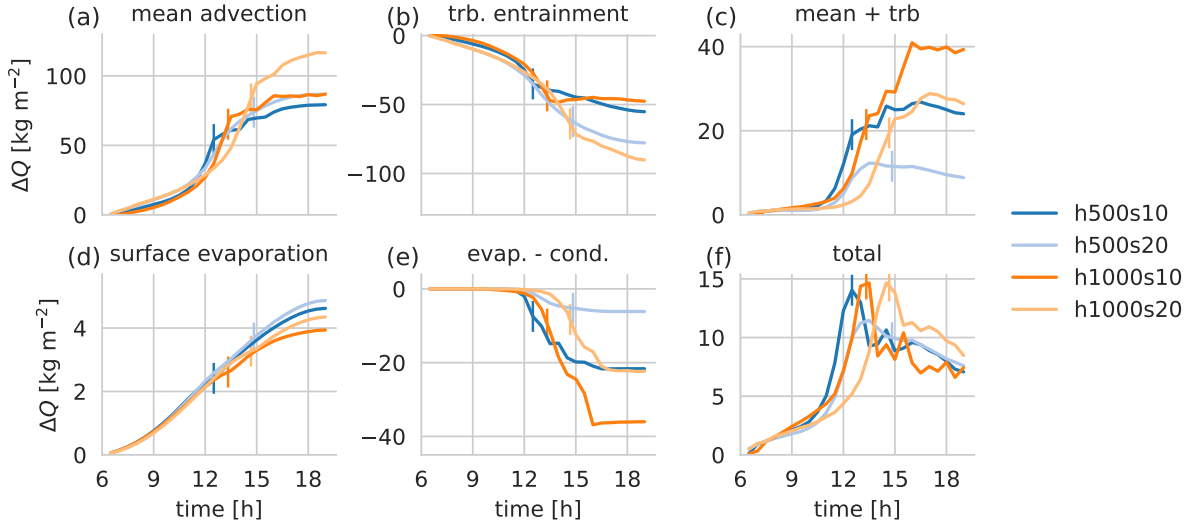 (a) mean advection
(b) trb. entrainment
(c) mean + trb
ΔQ [kg m⁻²]
100
50
0
0
−50
−100
40
20
0
(d) surface evaporation
(e) evap. - cond.
(f) total
ΔQ [kg m⁻²]
4
2
0
0
−20
−40
15
10
5
0
6 9 12 15 18
6 9 12 15 18
6 9 12 15 18
time [h]
time [h]
time [h]
h500s10
h500s20
h1000s10
h1000s20